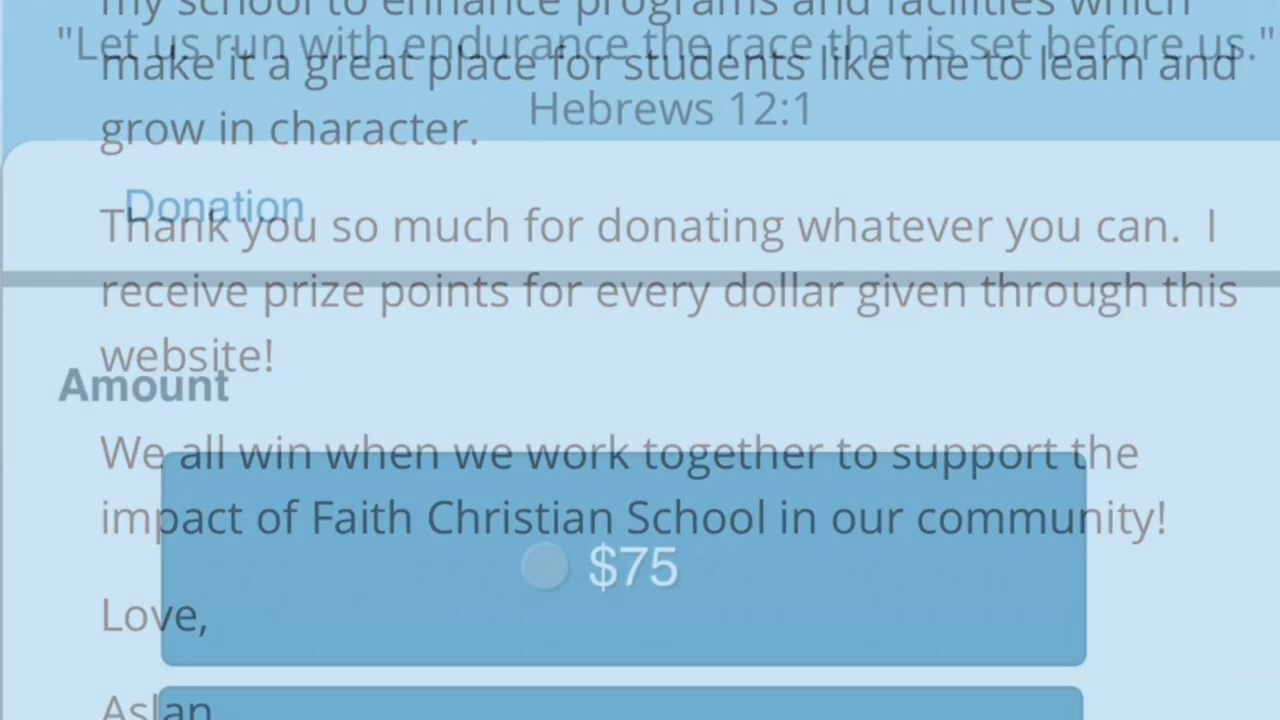 my school to enhance programs and facilities which
"Let us run with endurance the race that is set before us."
make it a great place for students like me to learn and
Hebrews 12:1
grow in character.
Donation
Thank you so much for donating whatever you can. I
receive prize points for every dollar given through this
website!
Amount
We all win when we work together to support the
impact of Faith Christian School in our community!
$75
Love,
Aslan